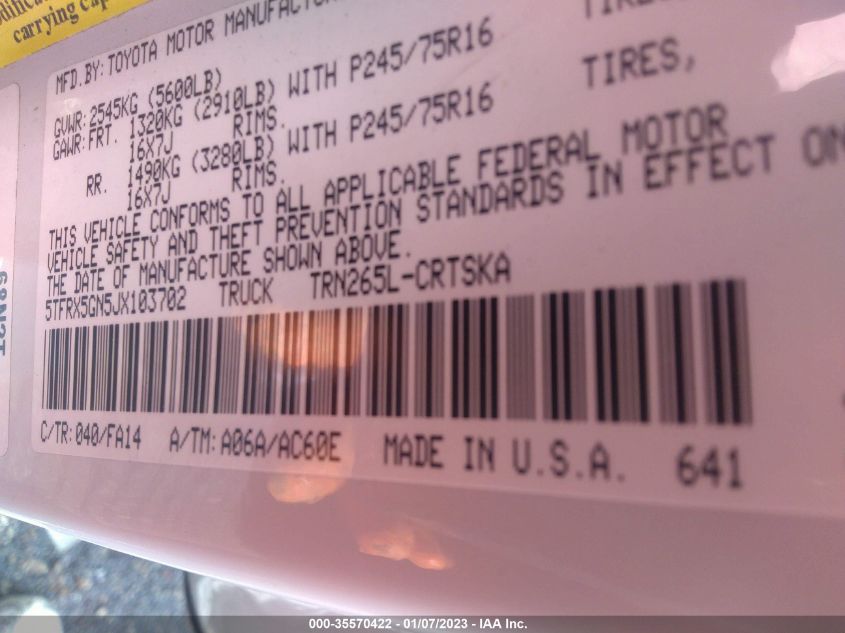 carrying cap
MFD.BY: TOYOTA MOTOR MANUFACTUR
GVWR: 2545KG (5600LB)
GAWR: FRT. 1320KG (2910LB) WITH P245/75R16 TIRES,
16X7J RIMS.
RR. 1490KG (3280LB) WITH P245/75R16 TIRES,
16X7J RIMS.
THIS VEHICLE CONFORMS TO ALL APPLICABLE FEDERAL MOTOR
VEHICLE SAFETY AND THEFT PREVENTION STANDARDS IN EFFECT ON
THE DATE OF MANUFACTURE SHOWN ABOVE.
5TFRX5GN5JX103702 TRUCK TRN265L-CRTSKA
C/TR: 040/FA14 A/TM: A06A/AC60E MADE IN U.S.A. 641
000-35570422 - 01/07/2023 - IAA Inc.